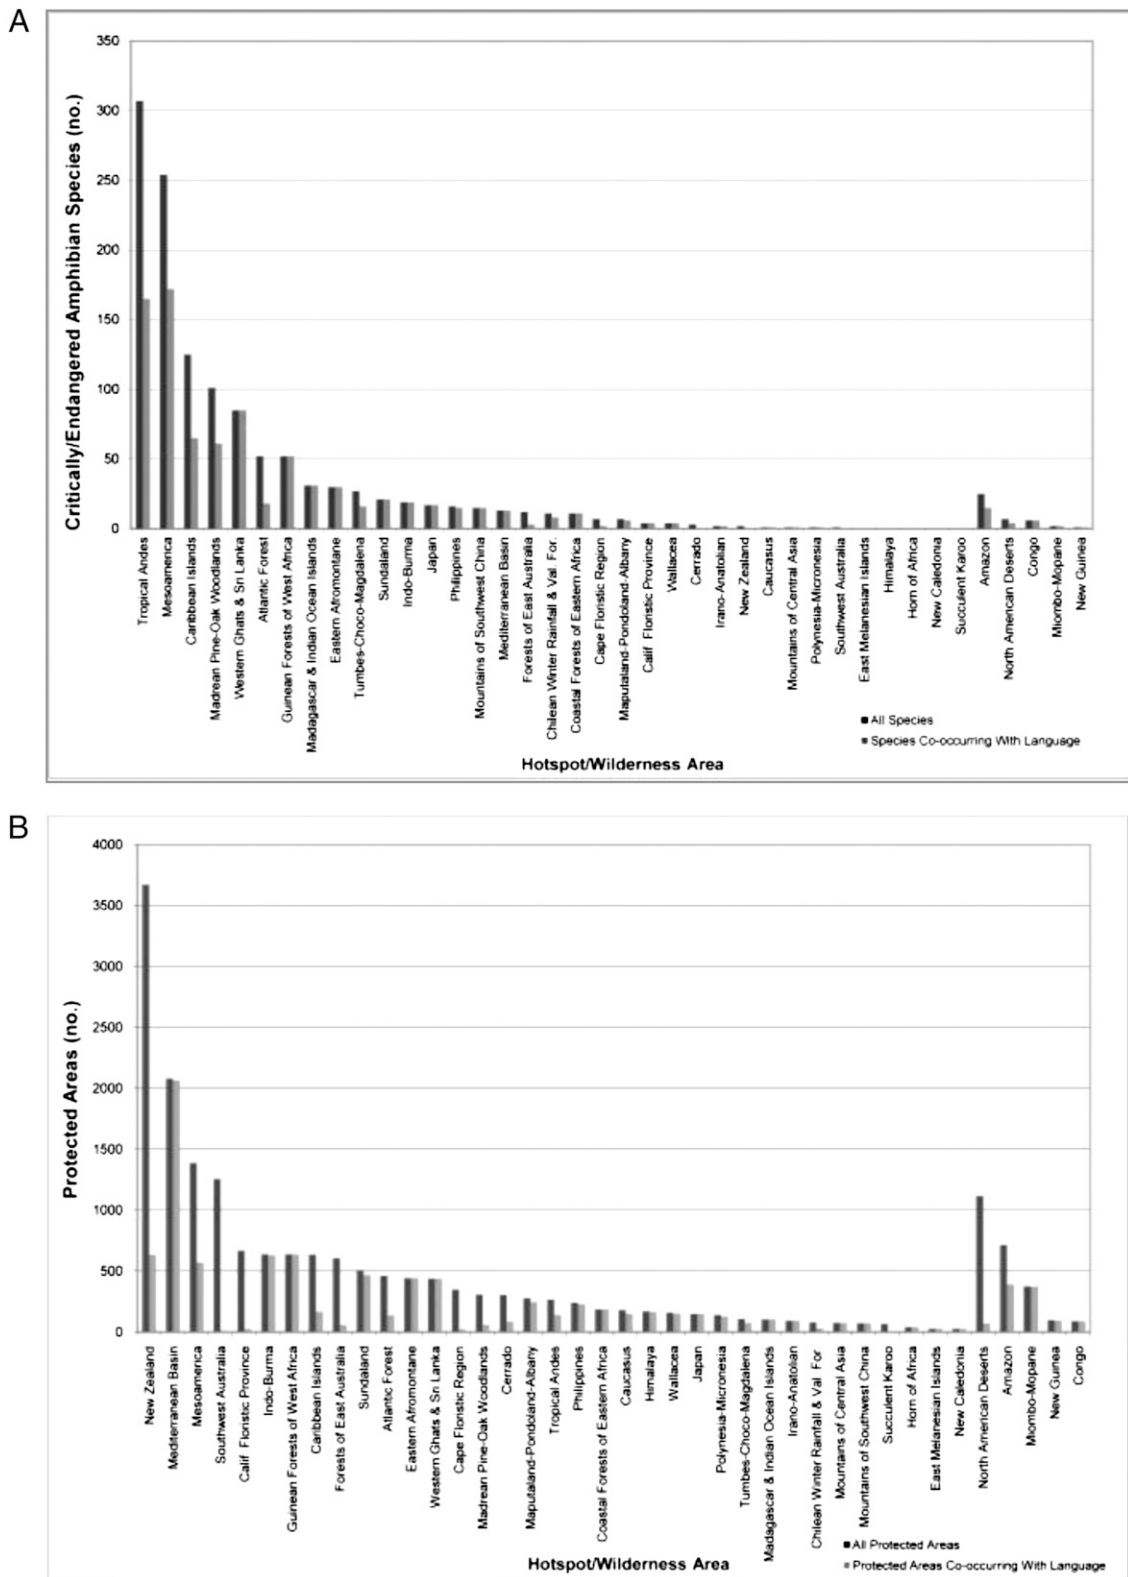 A
Critically/Endangered Amphibian Species (no.)
350
300
250
200
150
100
50
0
Tropical Andes
Mesoamerica
Caribbean Islands
Madrean Pine-Oak Woodlands
Western Ghats & Sri Lanka
Atlantic Forest
Guinean Forests of West Africa
Madagascar & Indian Ocean Islands
Eastern Afromontane
Tumbes-Choco-Magdalena
Sundaland
Indo-Burma
Japan
Philippines
Mountains of Southwest China
Mediterranean Basin
Forests of East Australia
Chilean Winter Rainfall & Val. For.
Coastal Forests of Eastern Africa
Cape Floristic Region
Maputaland-Pondoland-Albany
Calif Floristic Province
Wallacea
Cerrado
Irano-Anatolian
New Zealand
Caucasus
Mountains of Central Asia
Polynesia-Micronesia
Southwest Australia
East Melanesian Islands
Himalaya
Horn of Africa
New Caledonia
Succulent Karoo
Amazon
North American Deserts
Congo
Miombo-Mopane
New Guinea
All Species
Species Co-occurring With Language
Hotspot/Wilderness Area
B
Protected Areas (no.)
4000
3500
3000
2500
2000
1500
1000
500
0
New Zealand
Mediterranean Basin
Mesoamerica
Southwest Australia
Calif Floristic Province
Indo-Burma
Guinean Forests of West Africa
Caribbean Islands
Forests of East Australia
Sundaland
Atlantic Forest
Eastern Afromontane
Western Ghats & Sri Lanka
Cape Floristic Region
Madrean Pine-Oak Woodlands
Cerrado
Maputaland-Pondoland-Albany
Tropical Andes
Philippines
Coastal Forests of Eastern Africa
Caucasus
Himalaya
Wallacea
Japan
Polynesia-Micronesia
Tumbes-Choco-Magdalena
Madagascar & Indian Ocean Islands
Irano-Anatolian
Chilean Winter Rainfall & Val For
Mountains of Central Asia
Mountains of Southwest China
Succulent Karoo
Horn of Africa
East Melanesian Islands
New Caledonia
North American Deserts
Amazon
Miombo-Mopane
New Guinea
Congo
All Protected Areas
Protected Areas Co-occurring With Language
Hotspot/Wilderness Area